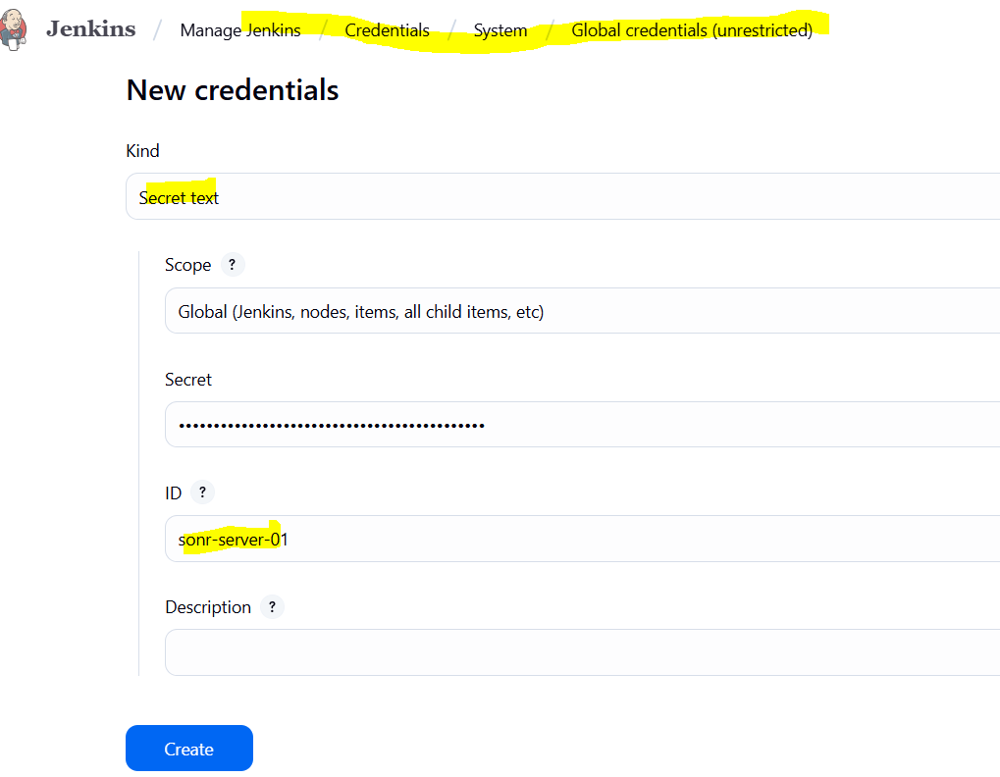 Jenkins / Manage Jenkins / Credentials / System / Global credentials (unrestricted)
New credentials
Kind
Secret text
Scope ?
Global (Jenkins, nodes, items, all child items, etc)
Secret
••••••••••••••••••••••••••••••••••••••••••••
ID ?
sonr-server-01
Description ?
Create